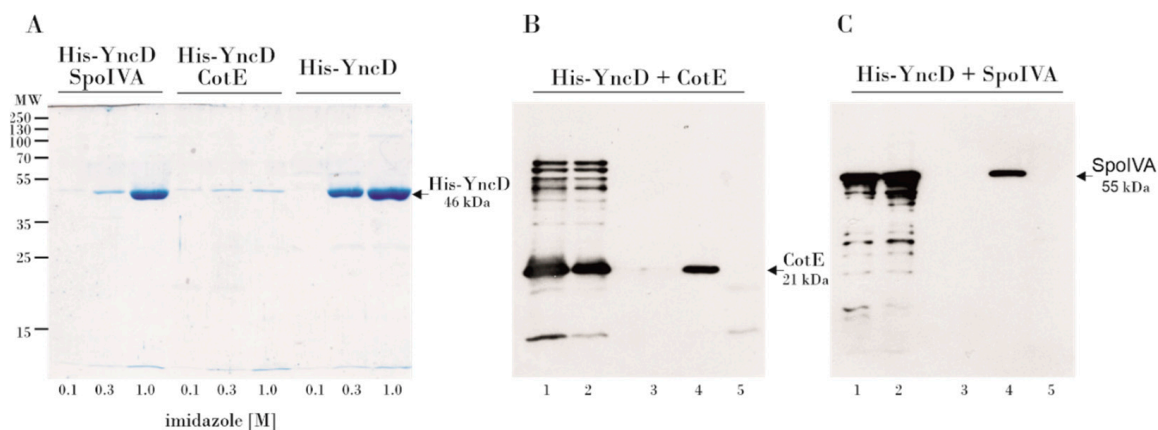 A
His-YncD
SpoIVA
His-YncD
CotE
His-YncD
MW
250
130
100
70
55
35
25
15
His-YncD
46 kDa
0.1 0.3 1.0 0.1 0.3 1.0 0.1 0.3 1.0
imidazole [M]
B
His-YncD + CotE
CotE
21 kDa
1 2 3 4 5
C
His-YncD + SpoIVA
SpoIVA
55 kDa
1 2 3 4 5